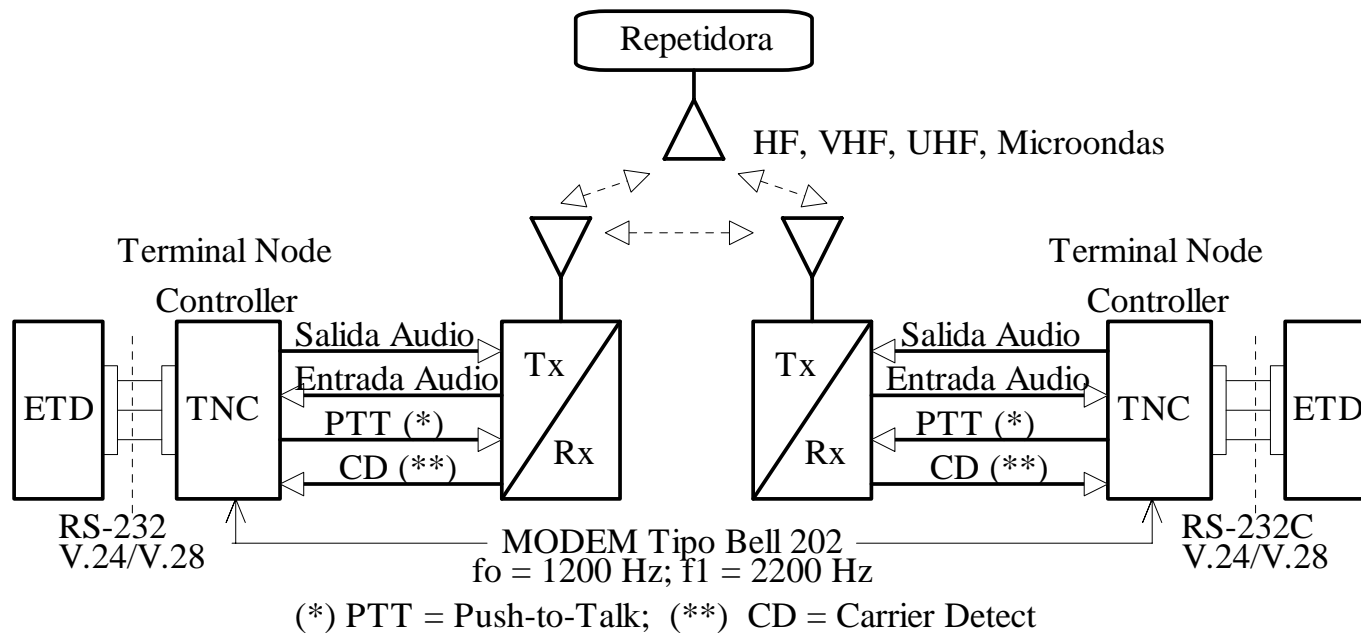 Repetidora
HF, VHF, UHF, Microondas
Terminal Node
Controller
Terminal Node
Controller
ETD
TNC
Salida Audio
Entrada Audio
PTT (*)
CD (**)
Tx
Rx
Tx
Rx
Salida Audio
Entrada Audio
PTT (*)
CD (**)
TNC
ETD
RS-232
V.24/V.28
MODEM Tipo Bell 202
fo = 1200 Hz; f1 = 2200 Hz
RS-232C
V.24/V.28
(*) PTT = Push-to-Talk; (**) CD = Carrier Detect